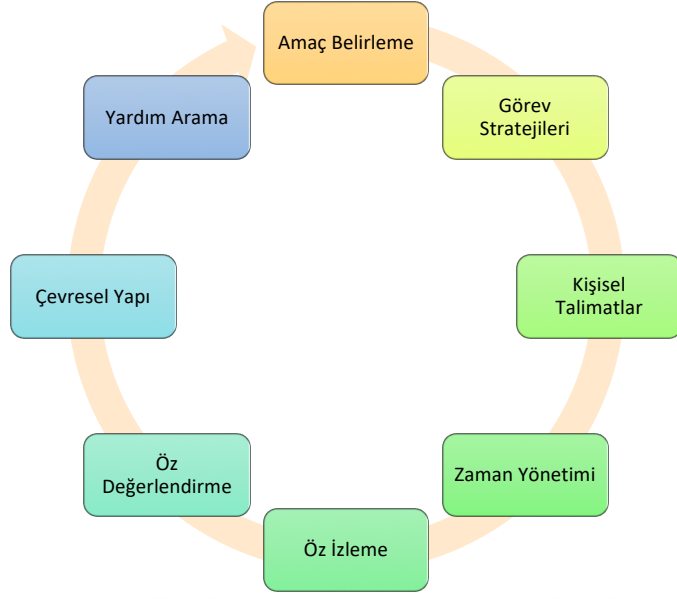 Amaç Belirleme
Görev
Stratejileri
Kişisel
Talimatlar
Zaman Yönetimi
Öz İzleme
Öz
Değerlendirme
Çevresel Yapı
Yardım Arama